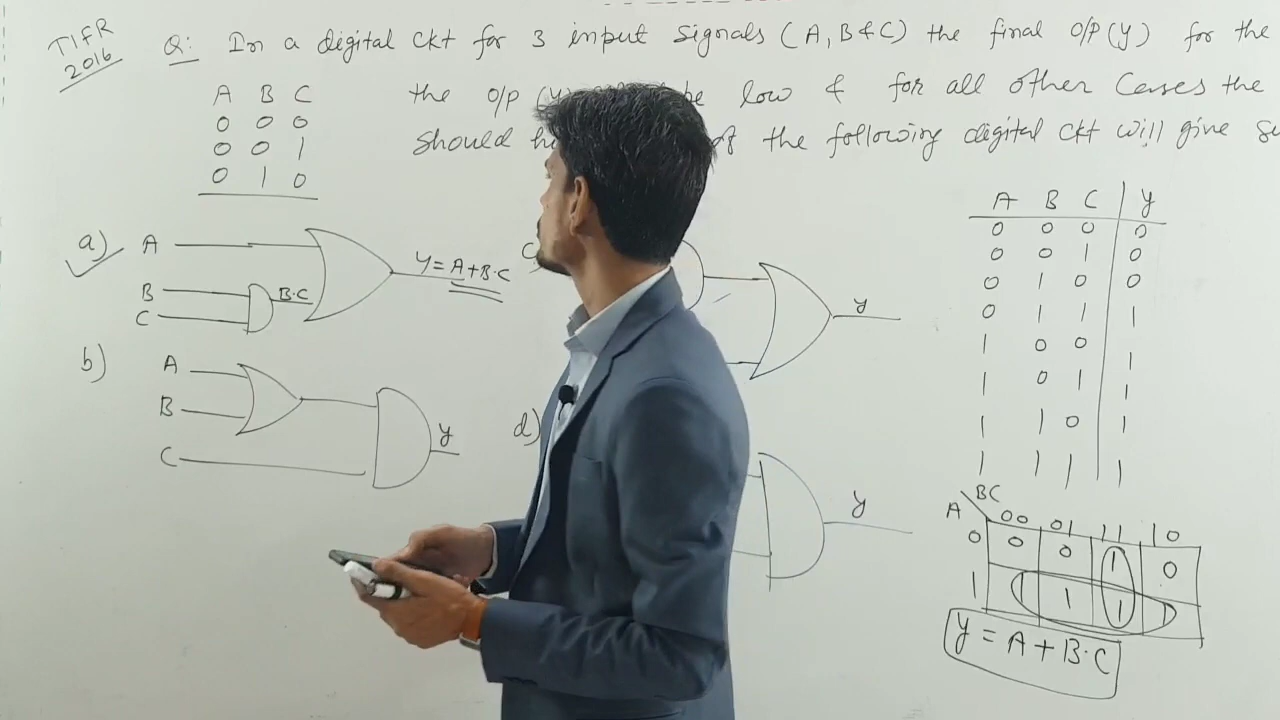 TIFR
2016
Q: In a digital Ckt for 3 input Signals (A, B & C) the final O/P (Y) for the
A B C
0 0 0
0 0 1
0 1 0
the O/P (Y) be low & for all other Cases the
Should of the following digital Ckt will give
a) A
B
C
B·C
Y = A+B·C
b) A
B
C
y
c)
y
d)
y
A B C Y
0 0 0 0
0 0 1 0
0 1 0 0
0 1 1 1
1 0 0 1
1 0 1 1
1 1 0 1
1 1 1 1
BC
A 00 01 11 10
0 0 0 1 0
1 1 1 1
Y = A + B·C